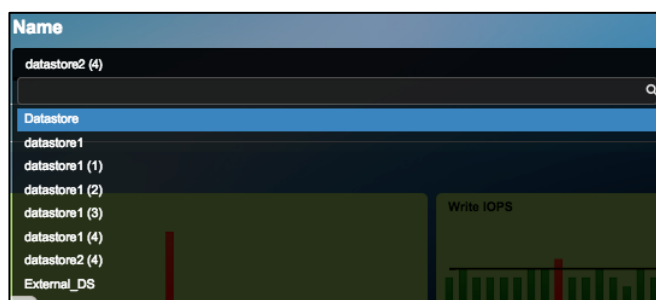 Name
datastore2 (4)
Datastore
datastore1
datastore1 (1)
datastore1 (2)
datastore1 (3)
datastore1 (4)
datastore2 (4)
External_DS
Write IOPS